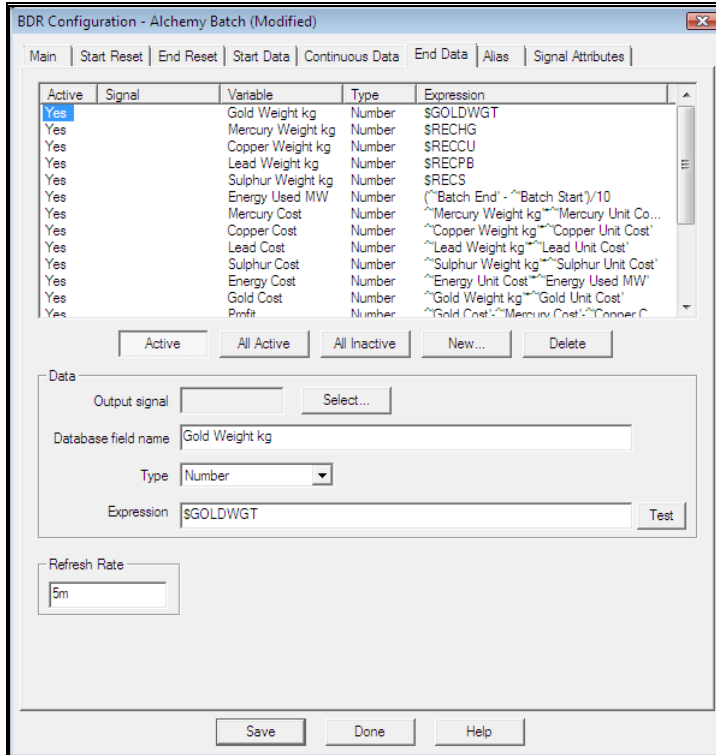 BDR Configuration - Alchemy Batch (Modified)
Main Start Reset End Reset Start Data Continuous Data End Data Alias Signal Attributes
Active Signal Variable Type Expression
Yes Gold Weight kg Number $GOLDWGT
Yes Mercury Weight kg Number $RECHG
Yes Copper Weight kg Number $RECCU
Yes Lead Weight kg Number $RECPB
Yes Sulphur Weight kg Number $RECS
Yes Energy Used MW Number (^"Batch End' - ^"Batch Start')/10
Yes Mercury Cost Number ^"Mercury Weight kg'*^"Mercury Unit Co...
Yes Copper Cost Number ^"Copper Weight kg'*^"Copper Unit Cost'
Yes Lead Cost Number ^"Lead Weight kg'*^"Lead Unit Cost'
Yes Sulphur Cost Number ^"Sulphur Weight kg'*^"Sulphur Unit Cost'
Yes Energy Cost Number ^"Energy Unit Cost'*^"Energy Used MW'
Yes Gold Cost Number ^"Gold Weight kg'*^"Gold Unit Cost'
Yes Profit Number ^"Gold Cost'-^"Mercury Cost'-^"Copper C
Active All Active All Inactive New... Delete
Data
Output signal Select...
Database field name Gold Weight kg
Type Number
Expression $GOLDWGT Test
Refresh Rate
5m
Save Done Help